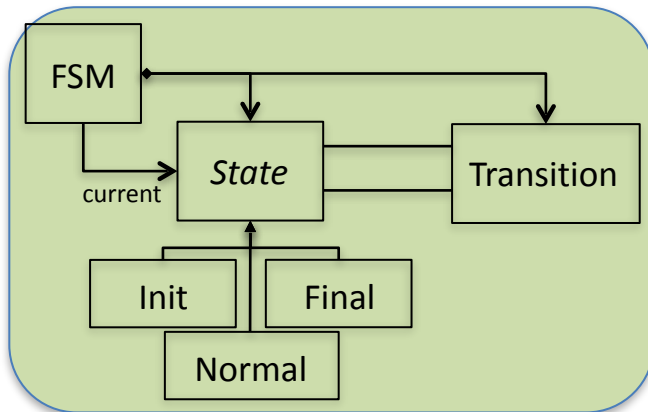 FSM
State
Transition
current
Init
Final
Normal